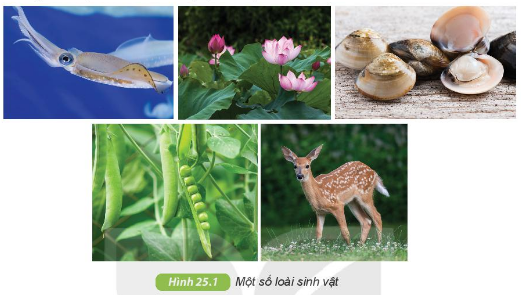 Hình 25.1 Một số loài sinh vật